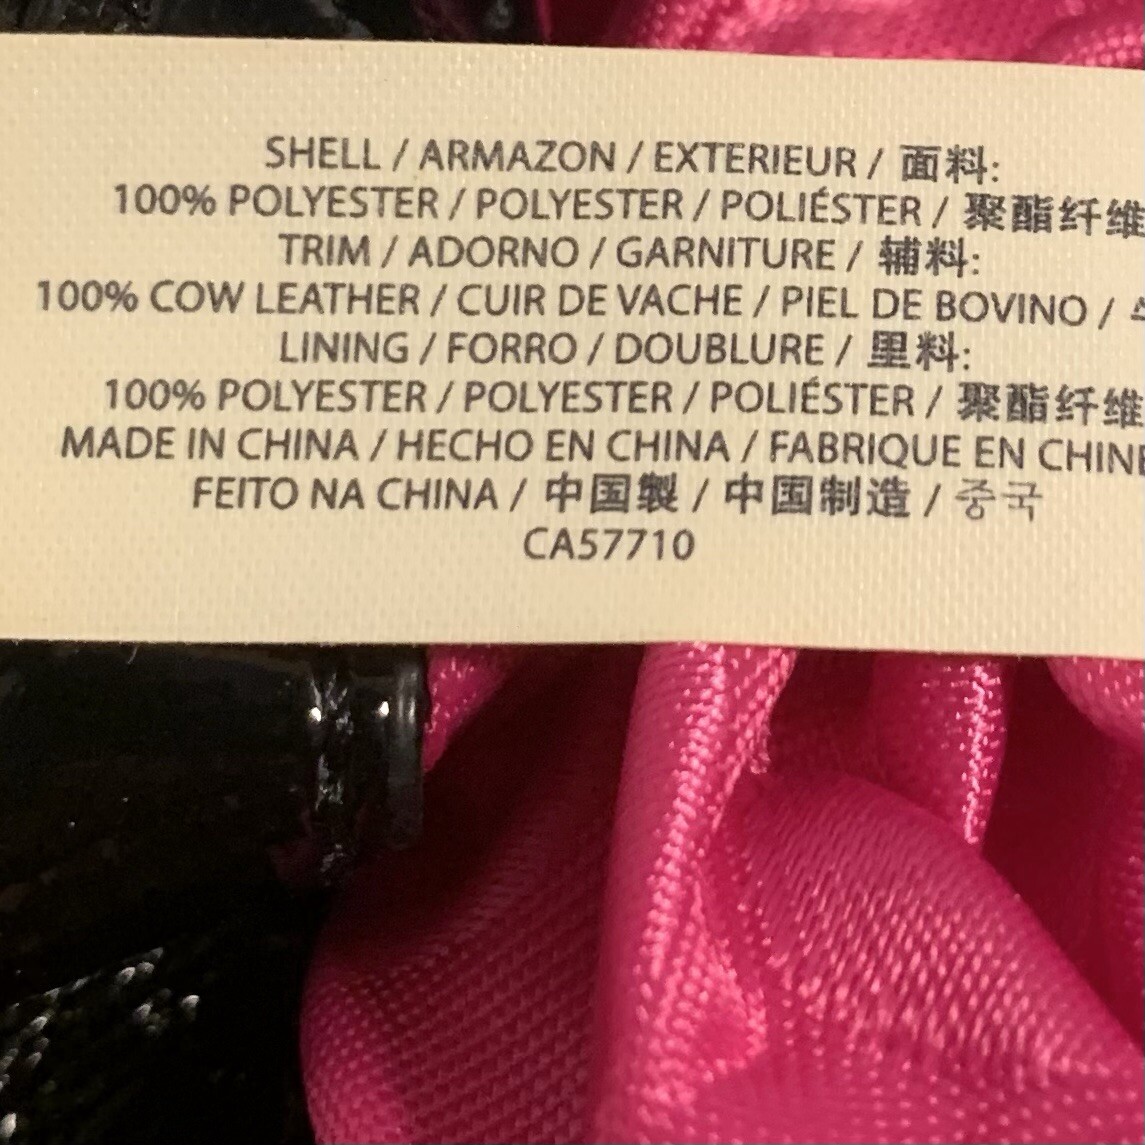 SHELL / ARMAZON / EXTERIEUR / 面料:
100% POLYESTER / POLYESTER / POLIÉSTER / 聚酯纤维
TRIM / ADORNO / GARNITURE / 辅料:
100% COW LEATHER / CUIR DE VACHE / PIEL DE BOVINO /
LINING / FORRO / DOUBLURE / 里料:
100% POLYESTER / POLYESTER / POLIÉSTER / 聚酯纤维
MADE IN CHINA / HECHO EN CHINA / FABRIQUE EN CHINE
FEITO NA CHINA / 中国製 / 中国制造 / 중국
CA57710